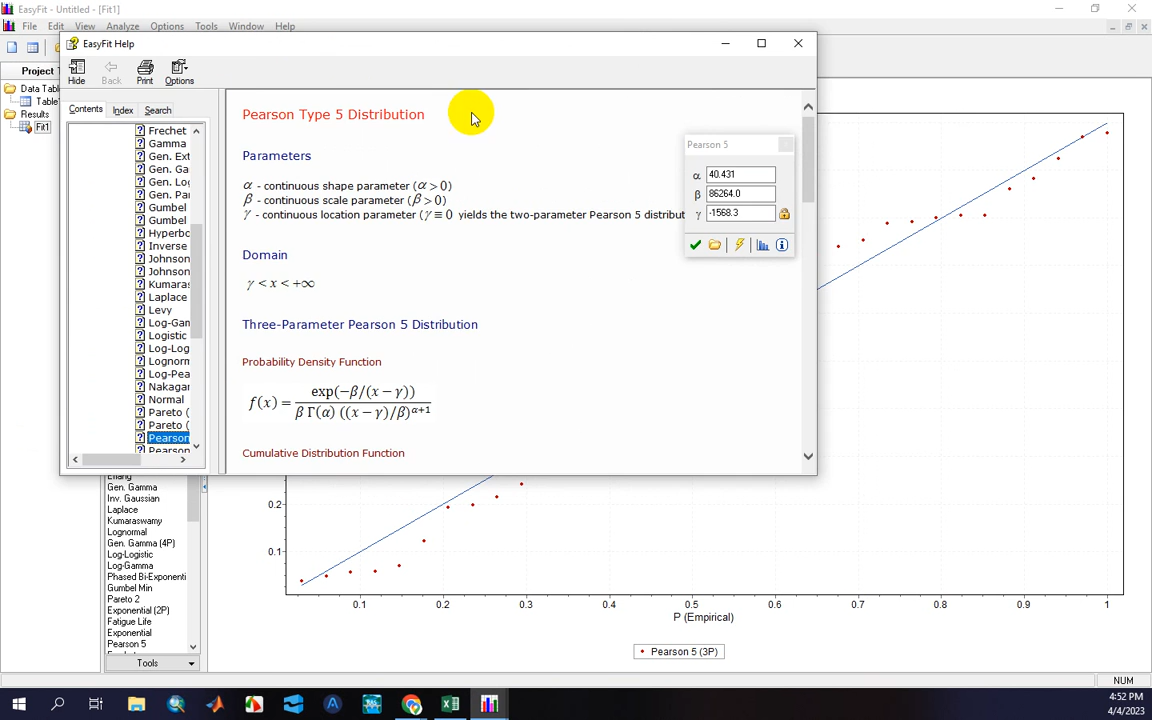 EasyFit - Untitled - [Fit1]
File Edit View Analyze Options Tools Window Help
EasyFit Help
Hide Back Print Options
Project T
Data Tabl
Table
Results
Fit1
Contents Index Search
Frechet
Gamma
Gen. Ext
Gen. Ga
Gen. Log
Gen. Par
Gumbel
Gumbel
Hyperbo
Inverse
Johnson
Johnson
Kumaras
Laplace
Levy
Log-Gam
Logistic
Log-Log
Lognorm
Log-Pea
Nakagan
Normal
Pareto (
Pareto (
Pearson
Pearson
Pearson Type 5 Distribution
Parameters
α - continuous shape parameter (α > 0)
β - continuous scale parameter (β > 0)
γ - continuous location parameter (γ ≡ 0 yields the two-parameter Pearson 5 distribut
Domain
γ < x < +∞
Three-Parameter Pearson 5 Distribution
Probability Density Function
f(x) = exp(−β/(x − γ)) / β Γ(α) ((x − γ)/β)^α+1
Cumulative Distribution Function
Pearson 5
α 40.431
β 86264.0
γ -1568.3
Erlang
Gen. Gamma
Inv. Gaussian
Laplace
Kumaraswamy
Lognormal
Gen. Gamma (4P)
Log-Logistic
Log-Gamma
Phased Bi-Exponenti
Gumbel Min
Pareto 2
Exponential (2P)
Fatigue Life
Exponential
Pearson 5
Tools
0.2
0.1
0.1 0.2 0.3 0.4 0.5 0.6 0.7 0.8 0.9 1
P (Empirical)
Pearson 5 (3P)
NUM
4:52 PM
4/4/2023